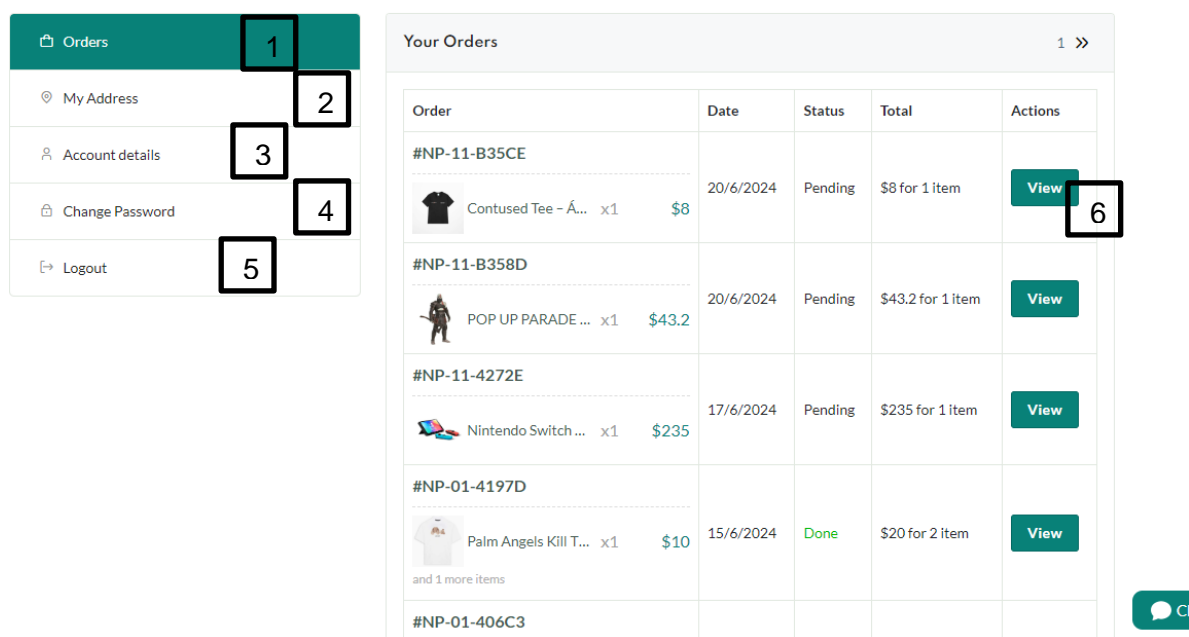 Orders 1
My Address 2
Account details 3
Change Password 4
Logout 5
Your Orders 1 »
Order Date Status Total Actions
#NP-11-B35CE
Contused Tee – Á... x1 $8 20/6/2024 Pending $8 for 1 item View 6
#NP-11-B358D
POP UP PARADE ... x1 $43.2 20/6/2024 Pending $43.2 for 1 item View
#NP-11-4272E
Nintendo Switch ... x1 $235 17/6/2024 Pending $235 for 1 item View
#NP-01-4197D
Palm Angels Kill T... x1 $10 15/6/2024 Done $20 for 2 item View
and 1 more items
#NP-01-406C3